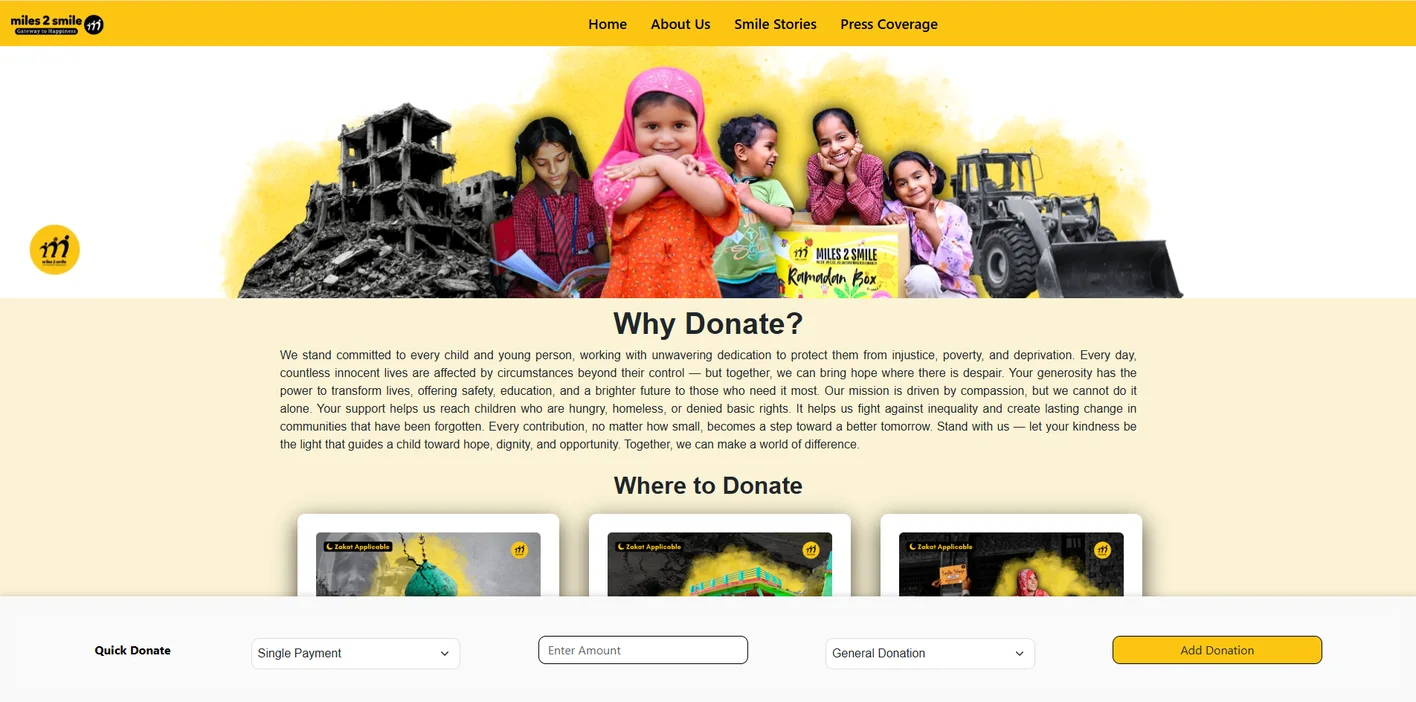 miles 2 smile
Gateway to Happiness
Home About Us Smile Stories Press Coverage
miles 2 smile
MILES 2 SMILE
Ramadan Box
Why Donate?
We stand committed to every child and young person, working with unwavering dedication to protect them from injustice, poverty, and deprivation. Every day,
countless innocent lives are affected by circumstances beyond their control — but together, we can bring hope where there is despair. Your generosity has the
power to transform lives, offering safety, education, and a brighter future to those who need it most. Our mission is driven by compassion, but we cannot do it
alone. Your support helps us reach children who are hungry, homeless, or denied basic rights. It helps us fight against inequality and create lasting change in
communities that have been forgotten. Every contribution, no matter how small, becomes a step toward a better tomorrow. Stand with us — let your kindness be
the light that guides a child toward hope, dignity, and opportunity. Together, we can make a world of difference.
Where to Donate
Zakat Applicable
Zakat Applicable
Zakat Applicable
Quick Donate
Single Payment
Enter Amount
General Donation
Add Donation